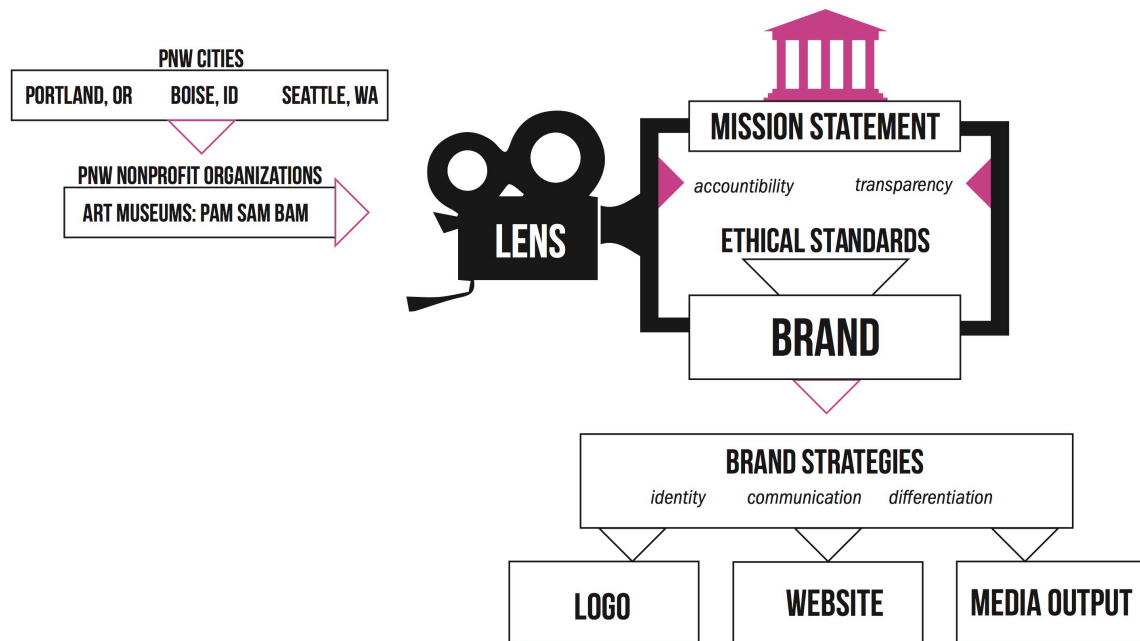 PNW CITIES
PORTLAND, OR BOISE, ID SEATTLE, WA
PNW NONPROFIT ORGANIZATIONS
ART MUSEUMS: PAM SAM BAM
LENS
MISSION STATEMENT
accountibility transparency
ETHICAL STANDARDS
BRAND
BRAND STRATEGIES
identity communication differentiation
LOGO WEBSITE MEDIA OUTPUT